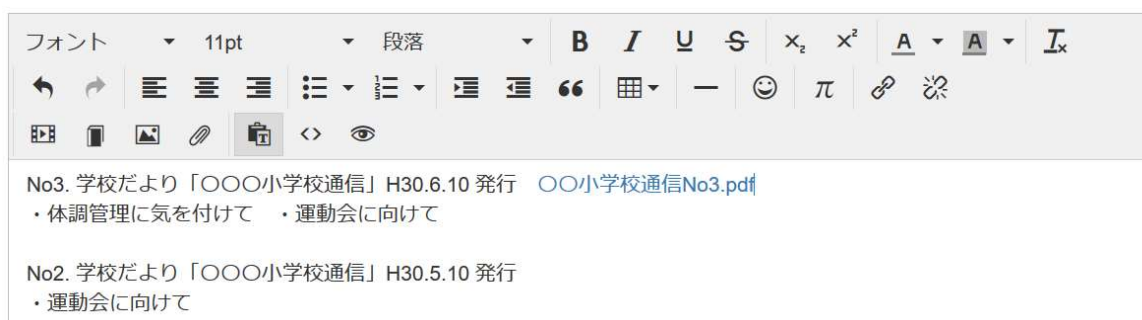 フォント 11pt 段落
No3. 学校だより「〇〇〇小学校通信」H30.6.10 発行　〇〇小学校通信No3.pdf
・体調管理に気を付けて　・運動会に向けて
No2. 学校だより「〇〇〇小学校通信」H30.5.10 発行
・運動会に向けて